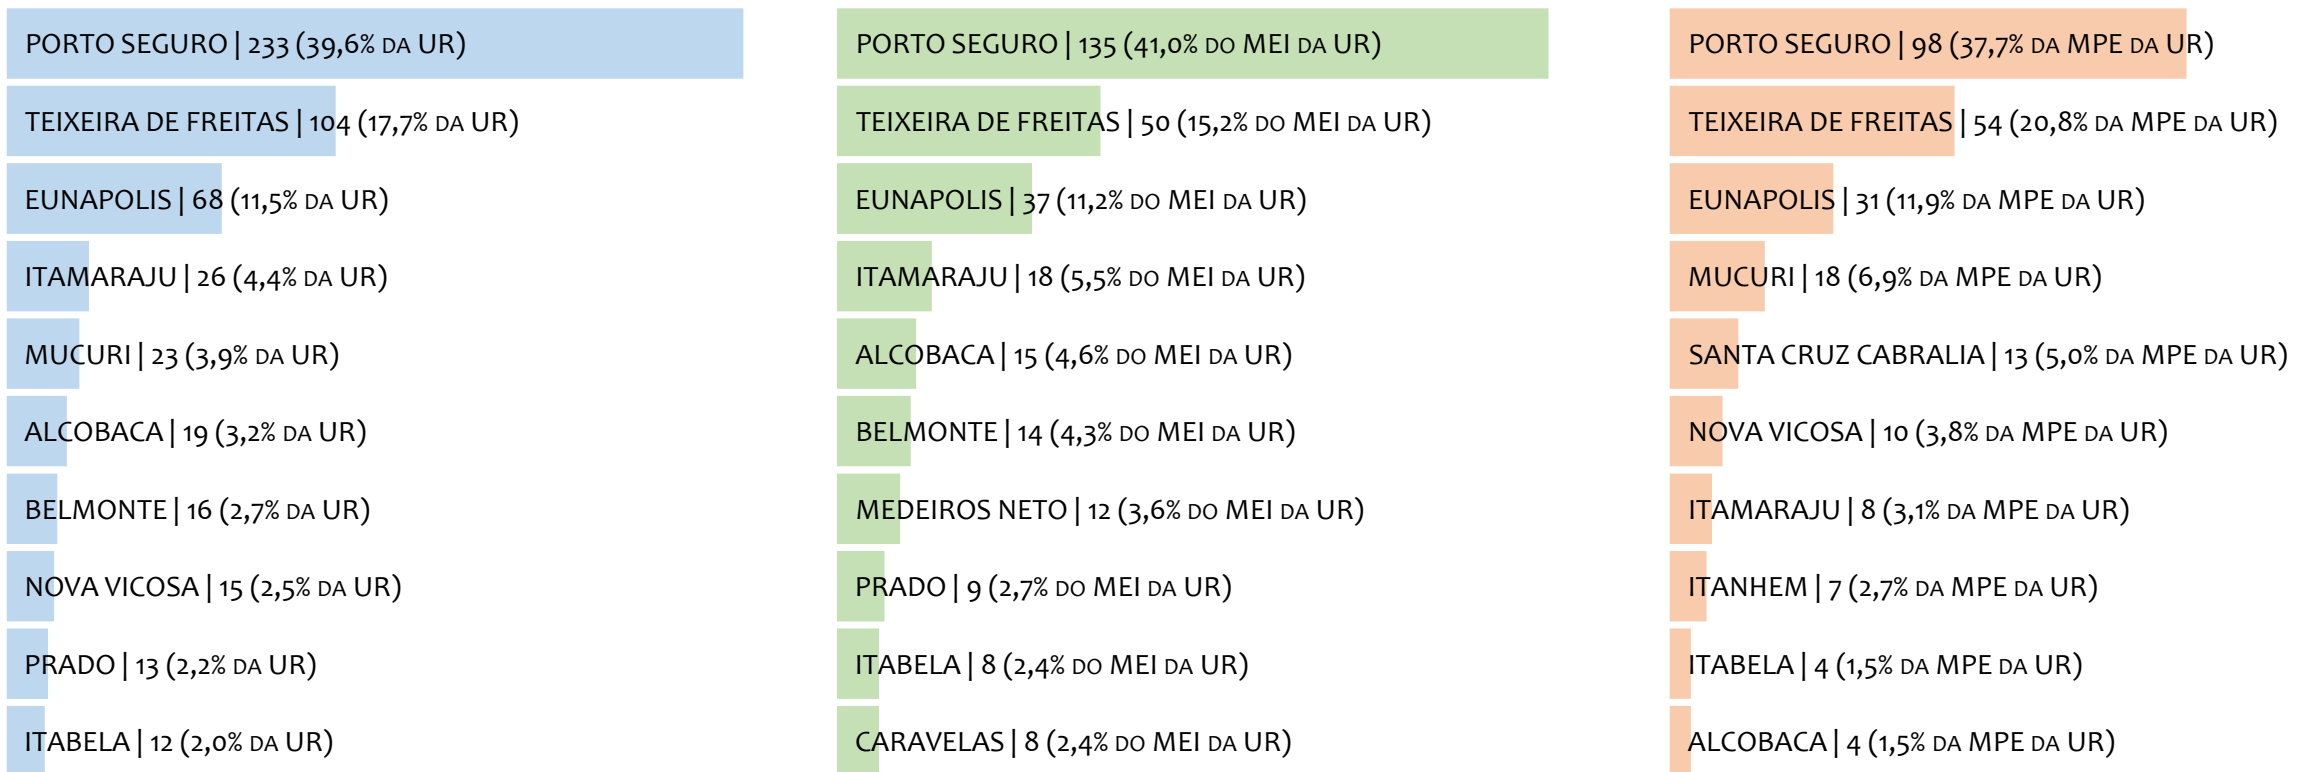 PORTO SEGURO | 233 (39,6% DA UR)
TEIXEIRA DE FREITAS | 104 (17,7% DA UR)
EUNAPOLIS | 68 (11,5% DA UR)
ITAMARAJU | 26 (4,4% DA UR)
MUCURI | 23 (3,9% DA UR)
ALCOBACA | 19 (3,2% DA UR)
BELMONTE | 16 (2,7% DA UR)
NOVA VICOSA | 15 (2,5% DA UR)
PRADO | 13 (2,2% DA UR)
ITABELA | 12 (2,0% DA UR)
PORTO SEGURO | 135 (41,0% DO MEI DA UR)
TEIXEIRA DE FREITAS | 50 (15,2% DO MEI DA UR)
EUNAPOLIS | 37 (11,2% DO MEI DA UR)
ITAMARAJU | 18 (5,5% DO MEI DA UR)
ALCOBACA | 15 (4,6% DO MEI DA UR)
BELMONTE | 14 (4,3% DO MEI DA UR)
MEDEIROS NETO | 12 (3,6% DO MEI DA UR)
PRADO | 9 (2,7% DO MEI DA UR)
ITABELA | 8 (2,4% DO MEI DA UR)
CARAVELAS | 8 (2,4% DO MEI DA UR)
PORTO SEGURO | 98 (37,7% DA MPE DA UR)
TEIXEIRA DE FREITAS | 54 (20,8% DA MPE DA UR)
EUNAPOLIS | 31 (11,9% DA MPE DA UR)
MUCURI | 18 (6,9% DA MPE DA UR)
SANTA CRUZ CABRALIA | 13 (5,0% DA MPE DA UR)
NOVA VICOSA | 10 (3,8% DA MPE DA UR)
ITAMARAJU | 8 (3,1% DA MPE DA UR)
ITANHEM | 7 (2,7% DA MPE DA UR)
ITABELA | 4 (1,5% DA MPE DA UR)
ALCOBACA | 4 (1,5% DA MPE DA UR)